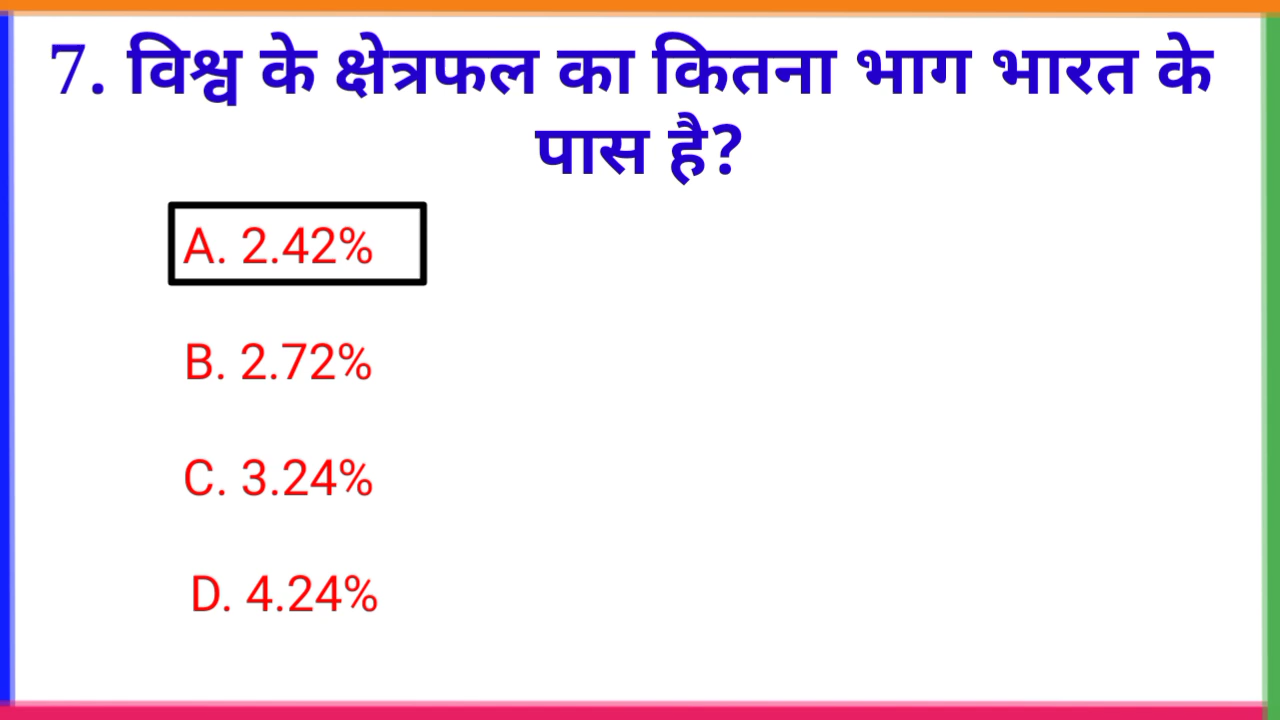 7. विश्व के क्षेत्रफल का कितना भाग भारत के
पास है?
A. 2.42%
B. 2.72%
C. 3.24%
D. 4.24%